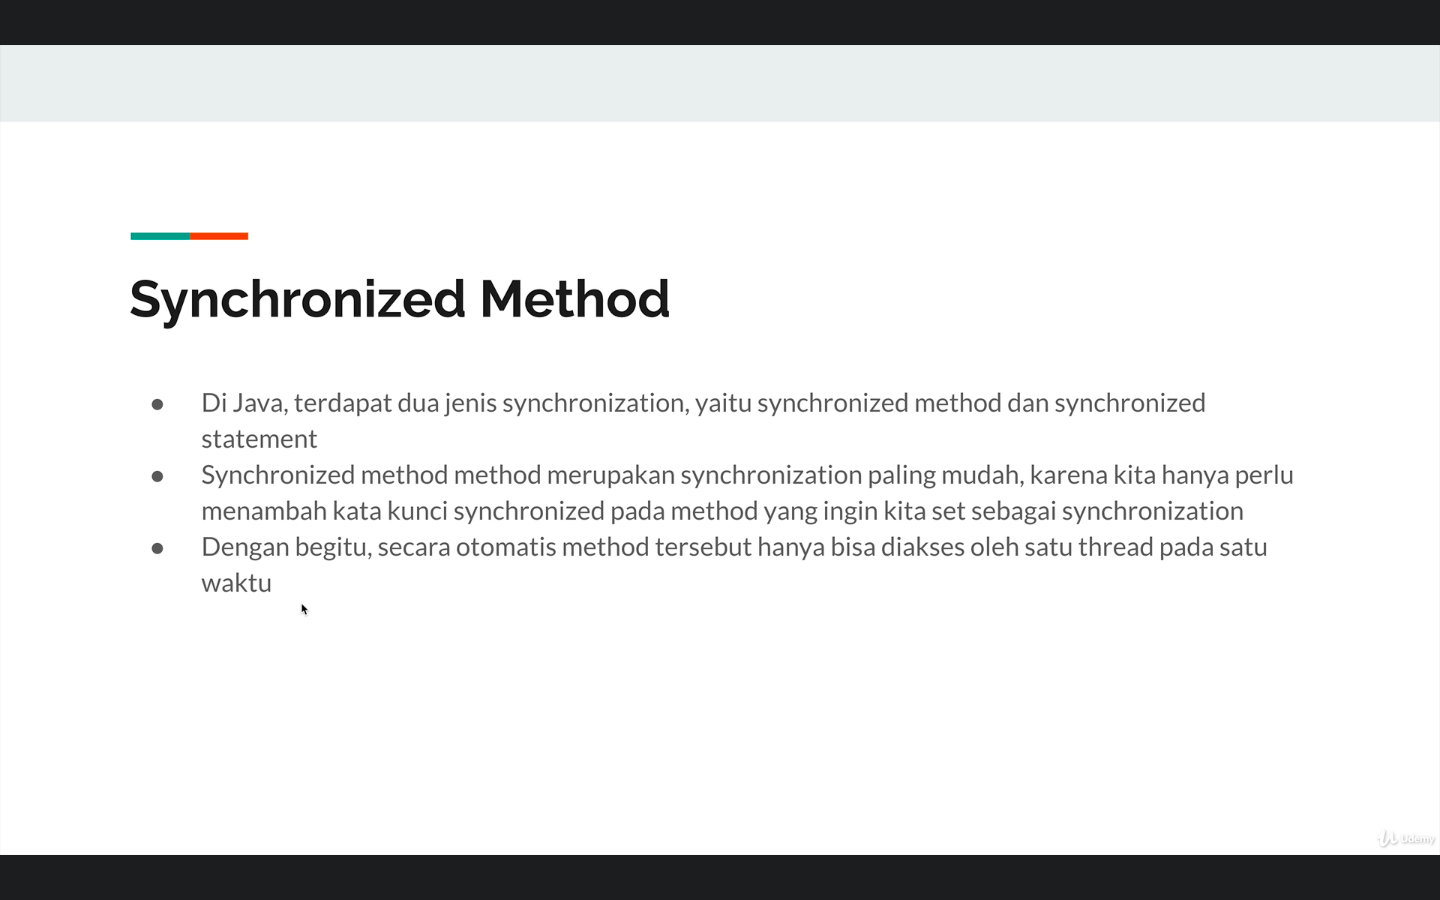 Synchronized Method
● Di Java, terdapat dua jenis synchronization, yaitu synchronized method dan synchronized
statement
● Synchronized method method merupakan synchronization paling mudah, karena kita hanya perlu
menambah kata kunci synchronized pada method yang ingin kita set sebagai synchronization
● Dengan begitu, secara otomatis method tersebut hanya bisa diakses oleh satu thread pada satu
waktu
Udemy